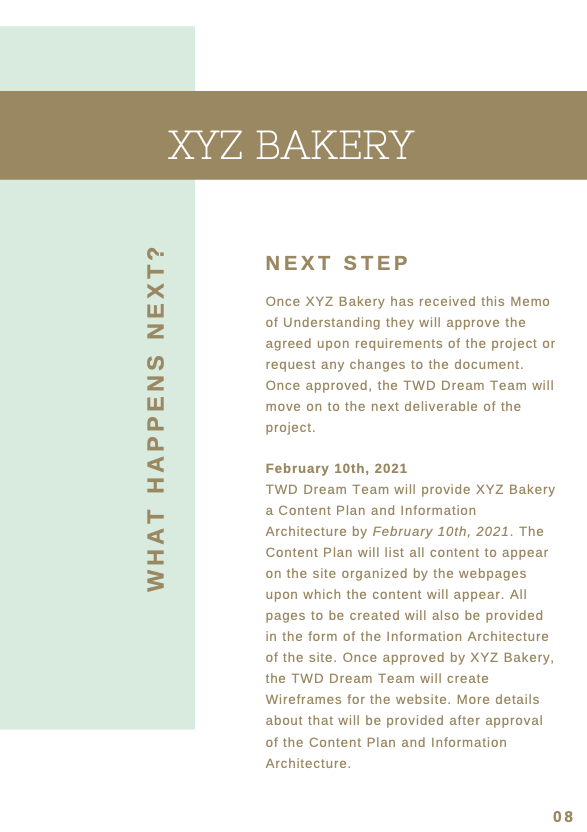 XYZ BAKERY
WHAT HAPPENS NEXT?
NEXT STEP
Once XYZ Bakery has received this Memo
of Understanding they will approve the
agreed upon requirements of the project or
request any changes to the document.
Once approved, the TWD Dream Team will
move on to the next deliverable of the
project.
February 10th, 2021
TWD Dream Team will provide XYZ Bakery
a Content Plan and Information
Architecture by February 10th, 2021. The
Content Plan will list all content to appear
on the site organized by the webpages
upon which the content will appear. All
pages to be created will also be provided
in the form of the Information Architecture
of the site. Once approved by XYZ Bakery,
the TWD Dream Team will create
Wireframes for the website. More details
about that will be provided after approval
of the Content Plan and Information
Architecture.
08